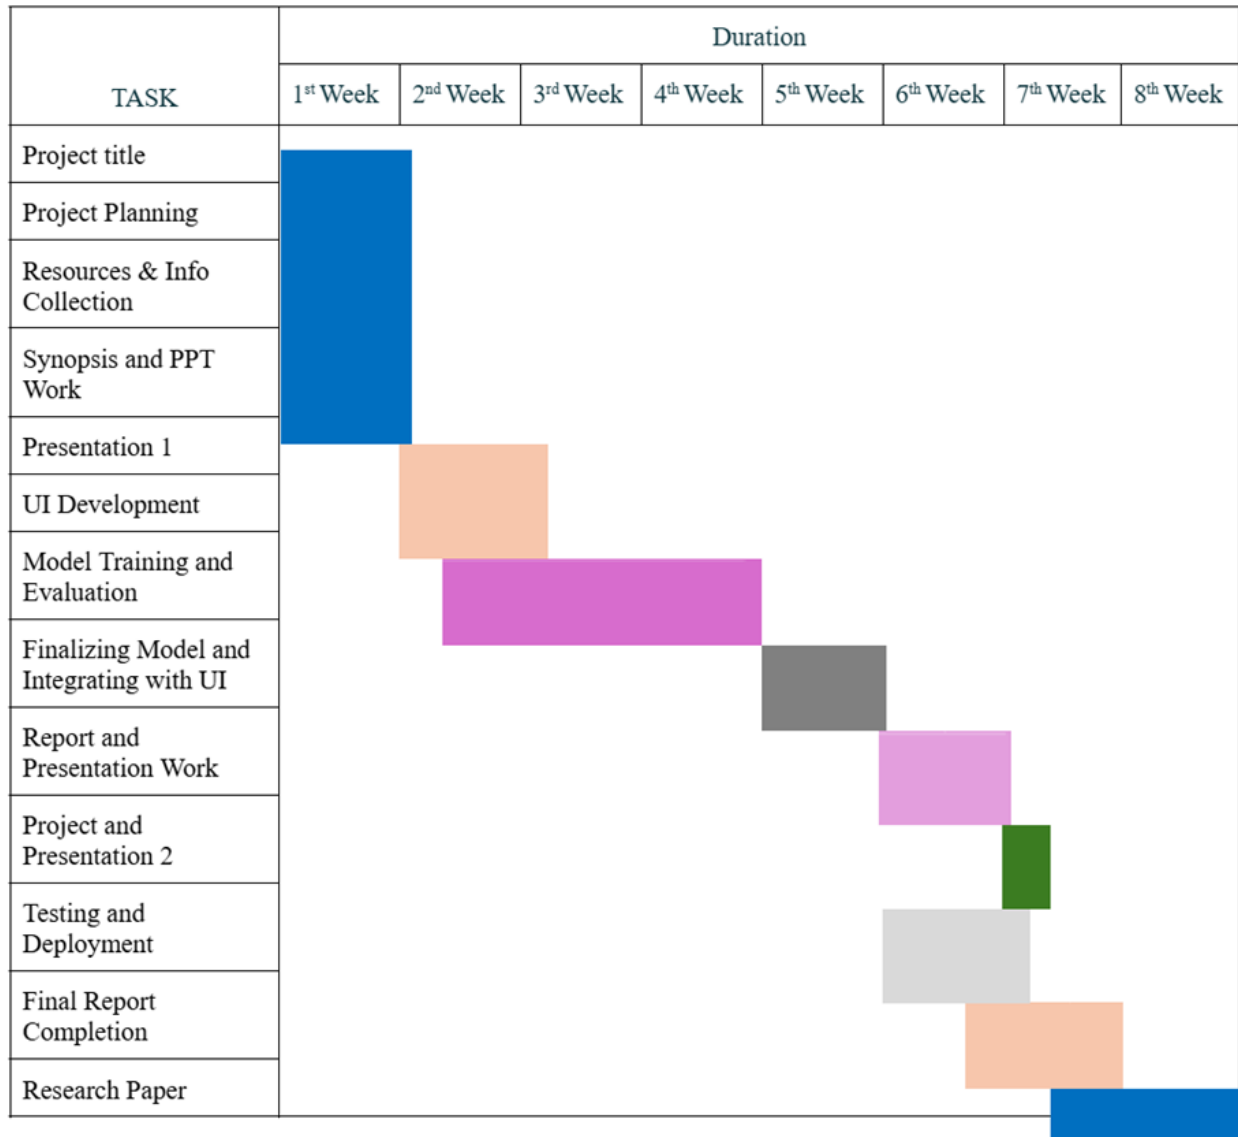 Duration
TASK
1st Week
2nd Week
3rd Week
4th Week
5th Week
6th Week
7th Week
8th Week
Project title
Project Planning
Resources & Info
Collection
Synopsis and PPT
Work
Presentation 1
UI Development
Model Training and
Evaluation
Finalizing Model and
Integrating with UI
Report and
Presentation Work
Project and
Presentation 2
Testing and
Deployment
Final Report
Completion
Research Paper